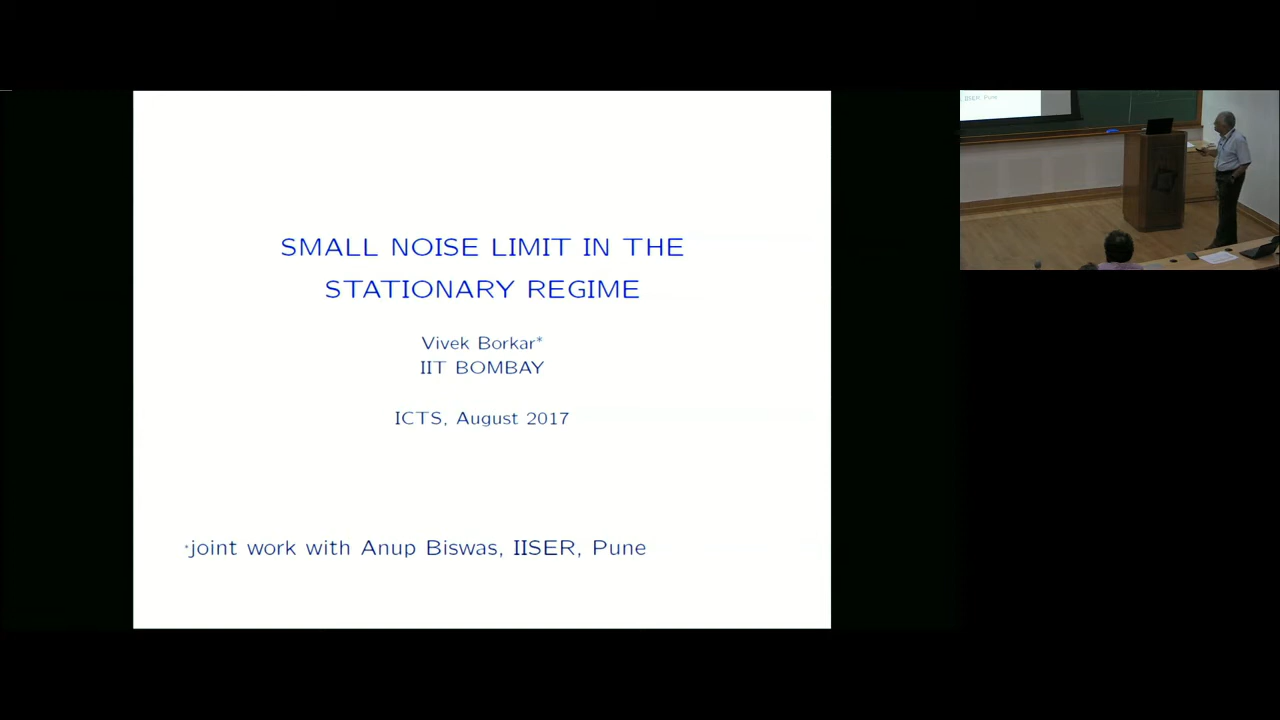 SMALL NOISE LIMIT IN THE
STATIONARY REGIME
Vivek Borkar*
IIT BOMBAY
ICTS, August 2017
*joint work with Anup Biswas, IISER, Pune